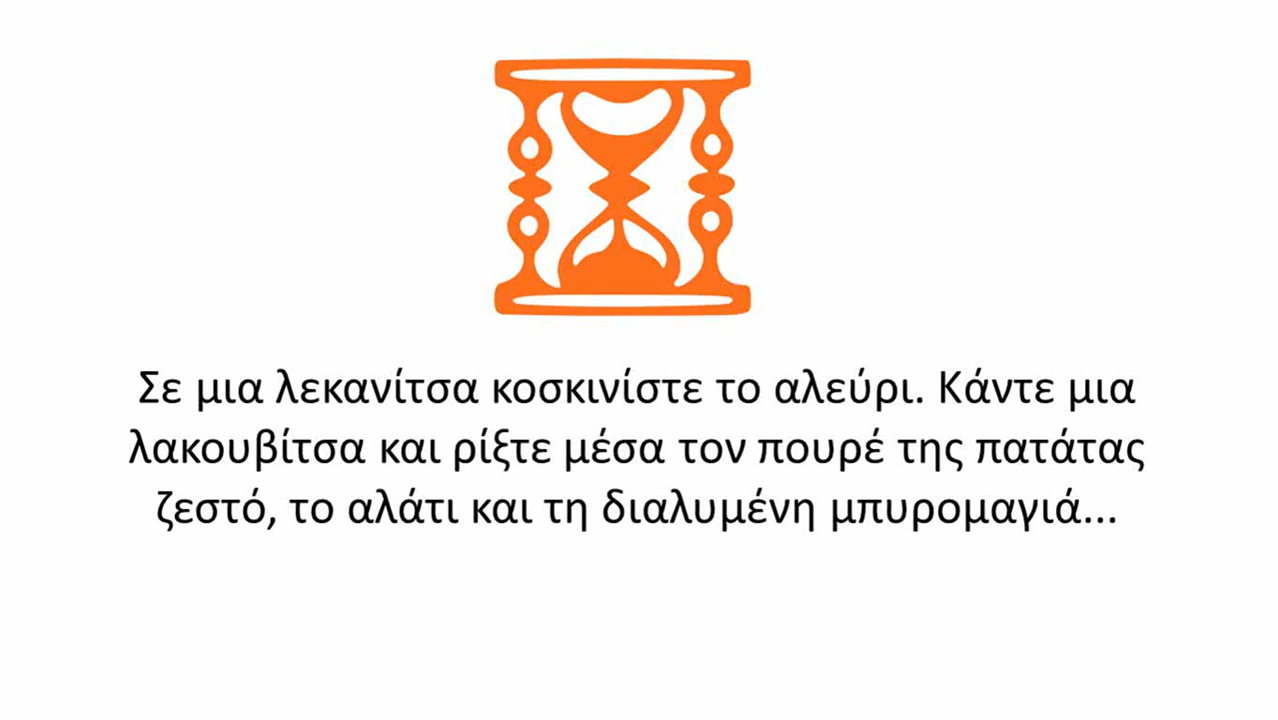 Σε μια λεκανίτσα κοσκινίστε το αλεύρι. Κάντε μια
λακουβίτσα και ρίξτε μέσα τον πουρέ της πατάτας
ζεστό, το αλάτι και τη διαλυμένη μπυρομαγιά...